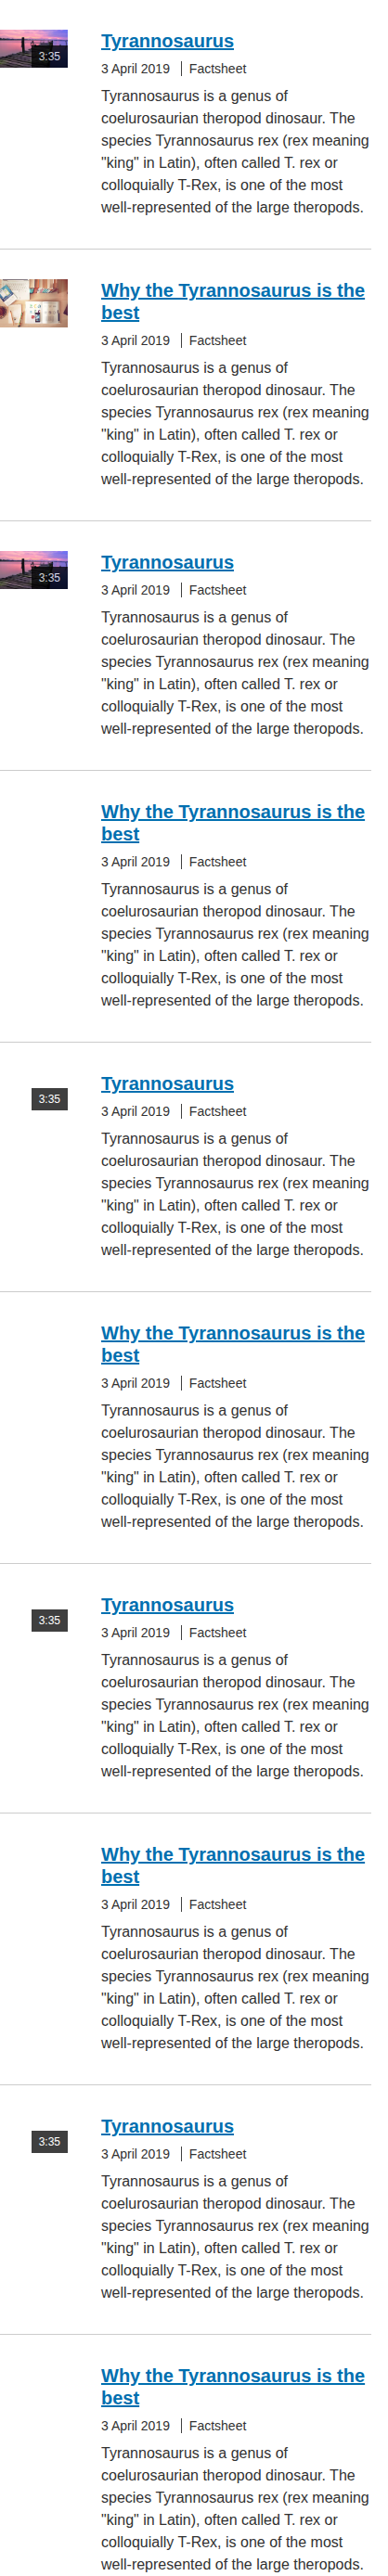 Tyrannosaurus
3:35
3 April 2019 | Factsheet
Tyrannosaurus is a genus of
coelurosaurian theropod dinosaur. The
species Tyrannosaurus rex (rex meaning
"king" in Latin), often called T. rex or
colloquially T-Rex, is one of the most
well-represented of the large theropods.
Why the Tyrannosaurus is the
best
3 April 2019 | Factsheet
Tyrannosaurus is a genus of
coelurosaurian theropod dinosaur. The
species Tyrannosaurus rex (rex meaning
"king" in Latin), often called T. rex or
colloquially T-Rex, is one of the most
well-represented of the large theropods.
Tyrannosaurus
3:35
3 April 2019 | Factsheet
Tyrannosaurus is a genus of
coelurosaurian theropod dinosaur. The
species Tyrannosaurus rex (rex meaning
"king" in Latin), often called T. rex or
colloquially T-Rex, is one of the most
well-represented of the large theropods.
Why the Tyrannosaurus is the
best
3 April 2019 | Factsheet
Tyrannosaurus is a genus of
coelurosaurian theropod dinosaur. The
species Tyrannosaurus rex (rex meaning
"king" in Latin), often called T. rex or
colloquially T-Rex, is one of the most
well-represented of the large theropods.
Tyrannosaurus
3:35
3 April 2019 | Factsheet
Tyrannosaurus is a genus of
coelurosaurian theropod dinosaur. The
species Tyrannosaurus rex (rex meaning
"king" in Latin), often called T. rex or
colloquially T-Rex, is one of the most
well-represented of the large theropods.
Why the Tyrannosaurus is the
best
3 April 2019 | Factsheet
Tyrannosaurus is a genus of
coelurosaurian theropod dinosaur. The
species Tyrannosaurus rex (rex meaning
"king" in Latin), often called T. rex or
colloquially T-Rex, is one of the most
well-represented of the large theropods.
Tyrannosaurus
3:35
3 April 2019 | Factsheet
Tyrannosaurus is a genus of
coelurosaurian theropod dinosaur. The
species Tyrannosaurus rex (rex meaning
"king" in Latin), often called T. rex or
colloquially T-Rex, is one of the most
well-represented of the large theropods.
Why the Tyrannosaurus is the
best
3 April 2019 | Factsheet
Tyrannosaurus is a genus of
coelurosaurian theropod dinosaur. The
species Tyrannosaurus rex (rex meaning
"king" in Latin), often called T. rex or
colloquially T-Rex, is one of the most
well-represented of the large theropods.
Tyrannosaurus
3:35
3 April 2019 | Factsheet
Tyrannosaurus is a genus of
coelurosaurian theropod dinosaur. The
species Tyrannosaurus rex (rex meaning
"king" in Latin), often called T. rex or
colloquially T-Rex, is one of the most
well-represented of the large theropods.
Why the Tyrannosaurus is the
best
3 April 2019 | Factsheet
Tyrannosaurus is a genus of
coelurosaurian theropod dinosaur. The
species Tyrannosaurus rex (rex meaning
"king" in Latin), often called T. rex or
colloquially T-Rex, is one of the most
well-represented of the large theropods.